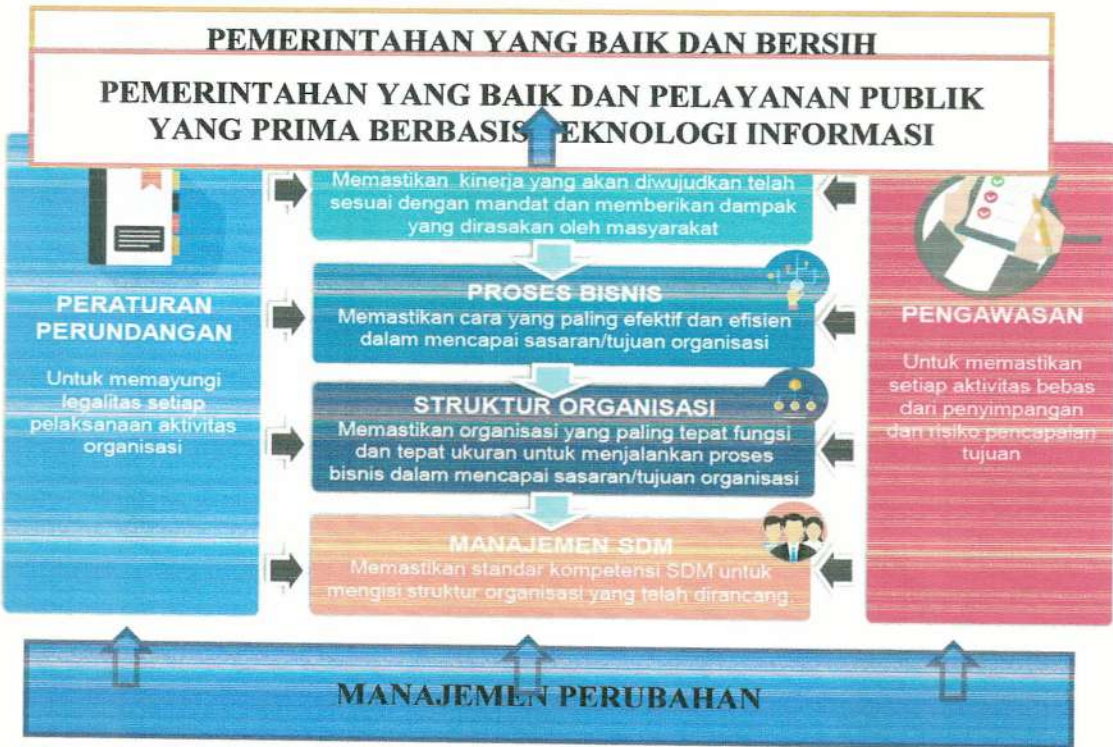 PEMERINTAHAN YANG BAIK DAN BERSIH
PEMERINTAHAN YANG BAIK DAN PELAYANAN PUBLIK
YANG PRIMA BERBASIS TEKNOLOGI INFORMASI
Memastikan kinerja yang akan diwujudkan telah
sesuai dengan mandat dan memberikan dampak
yang dirasakan oleh masyarakat
PERATURAN
PERUNDANGAN
Untuk memayungi
legalitas setiap
pelaksanaan aktivitas
organisasi
PROSES BISNIS
Memastikan cara yang paling efektif dan efisien
dalam mencapai sasaran/tujuan organisasi
STRUKTUR ORGANISASI
Memastikan organisasi yang paling tepat fungsi
dan tepat ukuran untuk menjalankan proses
bisnis dalam mencapai sasaran/tujuan organisasi
MANAJEMEN SDM
Memastikan standar kompetensi SDM untuk
mengisi struktur organisasi yang telah dirancang
PENGAWASAN
Untuk memastikan
setiap aktivitas bebas
dari penyimpangan
dan risiko pencapaian
tujuan
MANAJEMEN PERUBAHAN